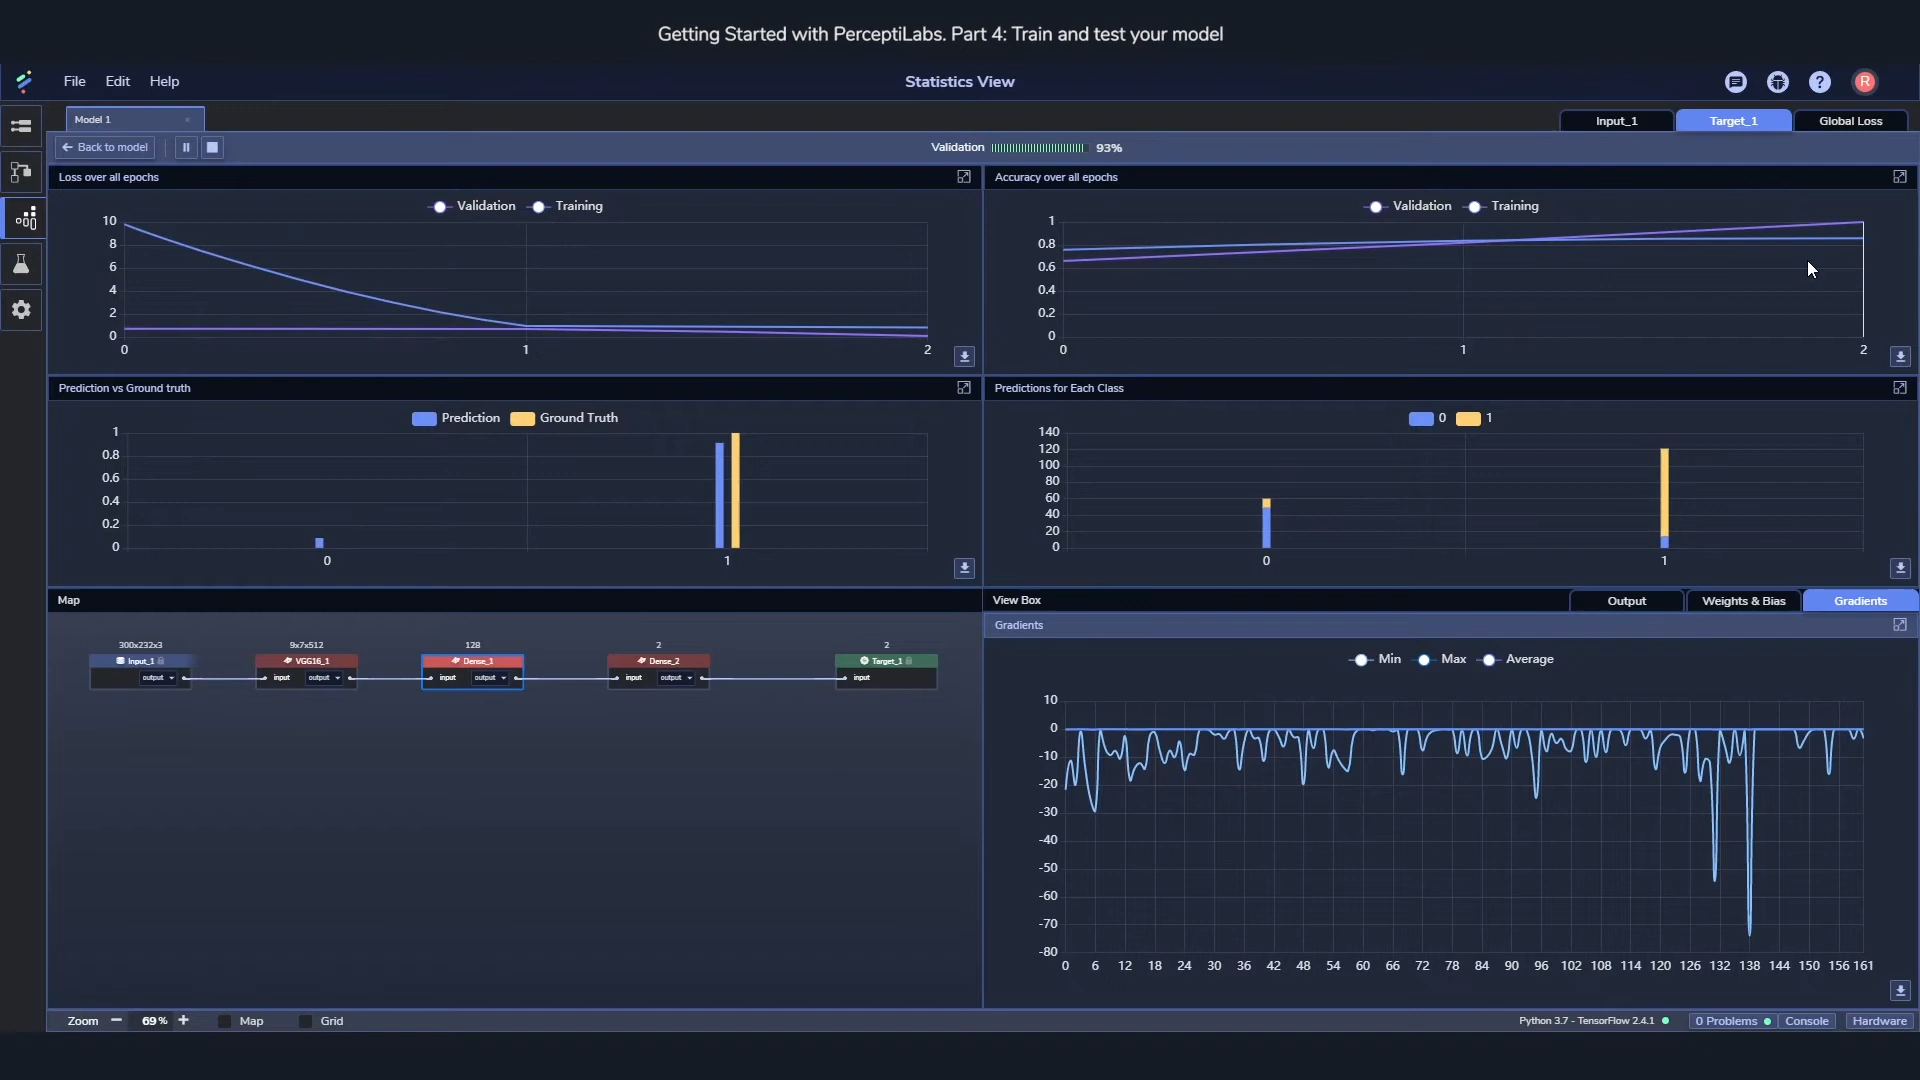 Getting Started with PerceptiLabs. Part 4: Train and test your model
File Edit Help
Statistics View
?
R
Model 1
Input_1
Target_1
Global Loss
Back to model
Validation 93%
Loss over all epochs
Validation Training
10
8
6
4
2
0
0 1 2
Accuracy over all epochs
Validation Training
1
0.8
0.6
0.4
0.2
0
0 1 2
Prediction vs Ground truth
Prediction Ground Truth
1
0.8
0.6
0.4
0.2
0
0 1
Predictions for Each Class
0 1
140
120
100
80
60
40
20
0
0 1
Map
300x232x3
Input_1
output
9x7x512
VGG16_1
input output
128
Dense_1
input output
2
Dense_2
input output
2
Target_1
input
View Box
Output
Weights & Bias
Gradients
Gradients
Min Max Average
10
0
-10
-20
-30
-40
-50
-60
-70
-80
0 6 12 18 24 30 36 42 48 54 60 66 72 78 84 90 96 102 108 114 120 126 132 138 144 150 156 161
Zoom 69% Map Grid
Python 3.7 - TensorFlow 2.4.1
0 Problems
Console
Hardware